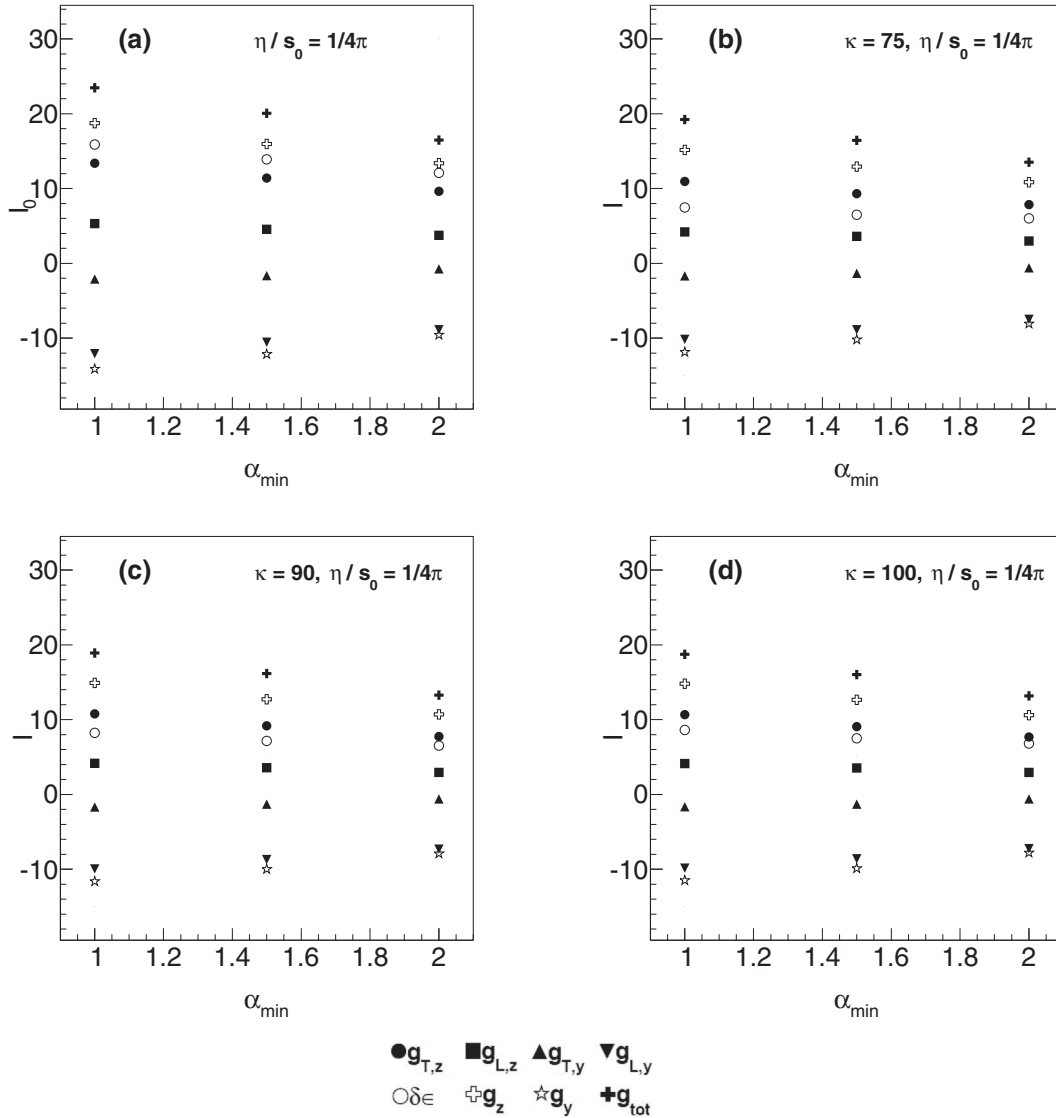 (a) η / s0 = 1/4π
30
20
10
0
-10
I0
1 1.2 1.4 1.6 1.8 2
αmin
(b) κ = 75, η / s0 = 1/4π
30
20
10
0
-10
I
1 1.2 1.4 1.6 1.8 2
αmin
(c) κ = 90, η / s0 = 1/4π
30
20
10
0
-10
I
1 1.2 1.4 1.6 1.8 2
αmin
(d) κ = 100, η / s0 = 1/4π
30
20
10
0
-10
I
1 1.2 1.4 1.6 1.8 2
αmin
gT,z gL,z gT,y gL,y
δϵ gz gy gtot